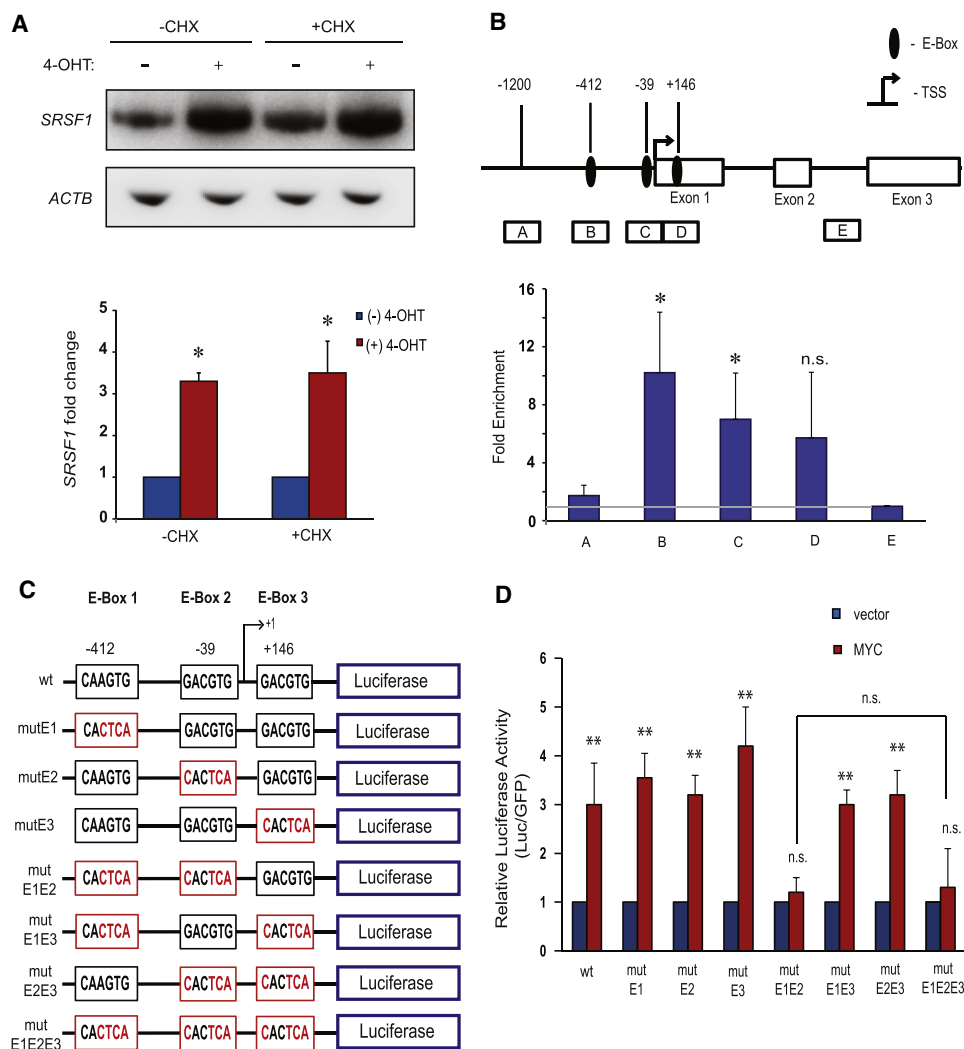 A
-CHX +CHX
4-OHT: - + - +
SRSF1
ACTB
5
4
3
2
1
0
SRSF1 fold change
* *
(-) 4-OHT
(+) 4-OHT
-CHX +CHX
B
- E-Box
- TSS
-1200 -412 -39 +146
Exon 1 Exon 2 Exon 3
A B C D E
16
12
8
4
0
Fold Enrichment
* * n.s.
A B C D E
C
E-Box 1 E-Box 2 E-Box 3
-412 -39 +1 +146
wt CAAGTG GACGTG GACGTG Luciferase
mutE1 CACTCA GACGTG GACGTG Luciferase
mutE2 CAAGTG CACTCA GACGTG Luciferase
mutE3 CAAGTG GACGTG CACTCA Luciferase
mut
E1E2 CACTCA CACTCA GACGTG Luciferase
mut
E1E3 CACTCA GACGTG CACTCA Luciferase
mut
E2E3 CAAGTG CACTCA CACTCA Luciferase
mut
E1E2E3 CACTCA CACTCA CACTCA Luciferase
D
vector
MYC
6
5
4
3
2
1
0
Relative Luciferase Activity
(Luc/GFP)
n.s.
** ** ** ** n.s. ** ** n.s.
wt mut mut mut mut mut mut mut
E1 E2 E3 E1E2 E1E3 E2E3 E1E2E3